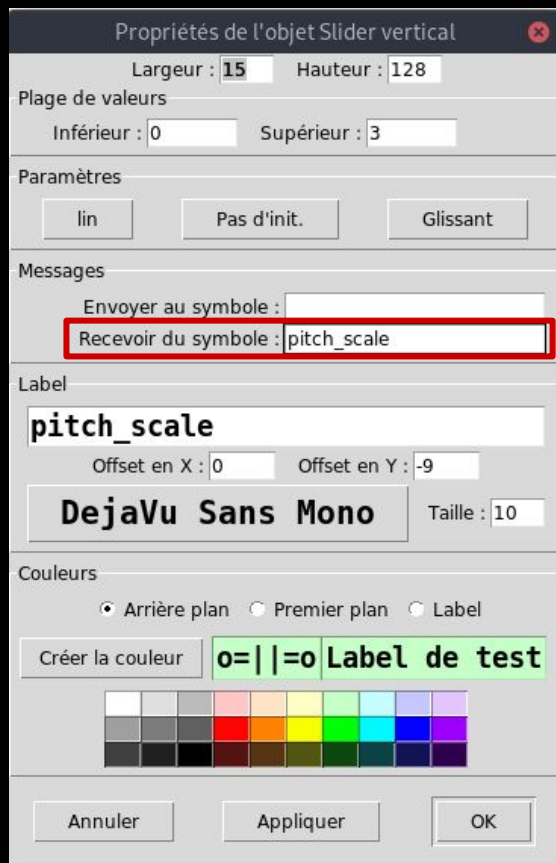 Propriétés de l'objet Slider vertical
Largeur : 15 Hauteur : 128
Plage de valeurs
Inférieur : 0 Supérieur : 3
Paramètres
lin Pas d'init. Glissant
Messages
Envoyer au symbole :
Recevoir du symbole : pitch_scale
Label
pitch_scale
Offset en X : 0 Offset en Y : -9
DejaVu Sans Mono Taille : 10
Couleurs
Arrière plan Premier plan Label
Créer la couleur o=||=o Label de test
Annuler Appliquer OK